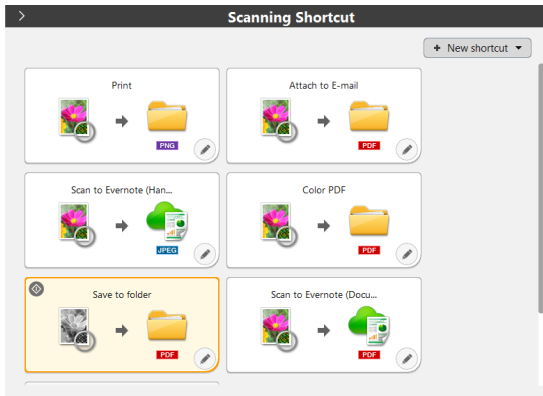 Scanning Shortcut
+ New shortcut
Print
PNG
Attach to E-mail
PDF
Scan to Evernote (Han...
JPEG
Color PDF
PDF
Save to folder
PDF
Scan to Evernote (Docu...
PDF